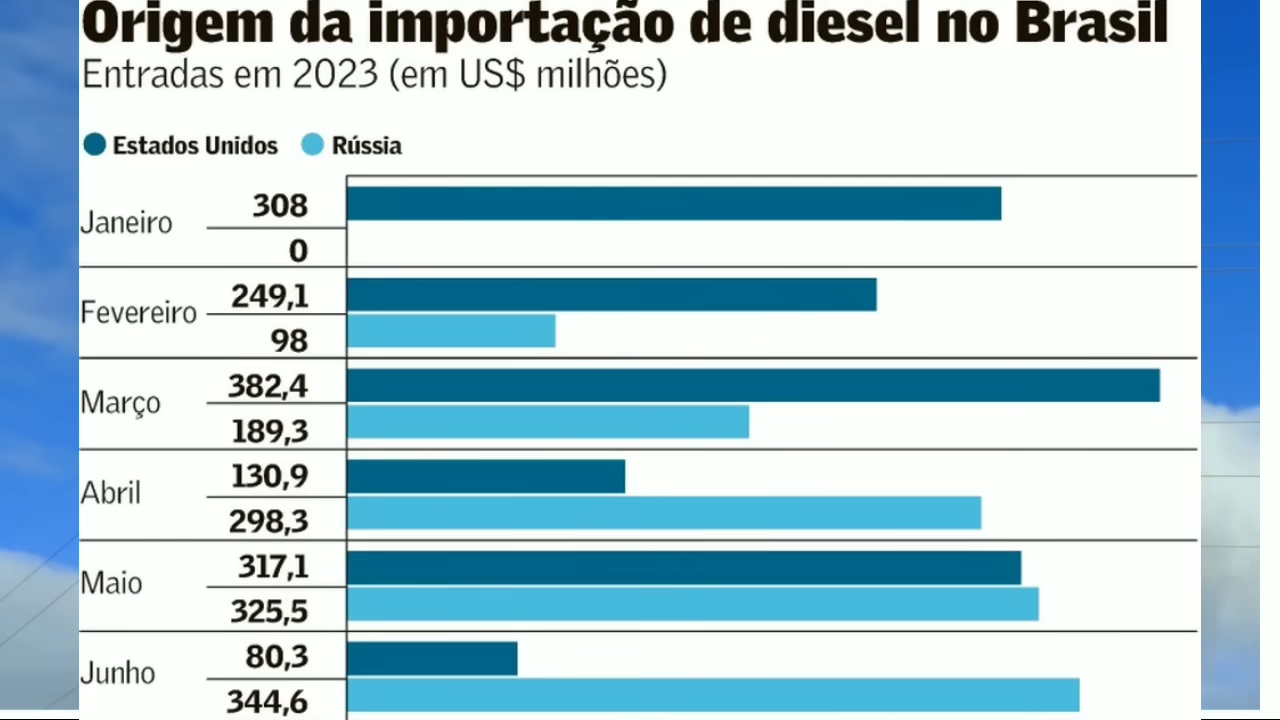 Origem da importação de diesel no Brasil
Entradas em 2023 (em US$ milhões)
Estados Unidos Rússia
Janeiro
308
0
Fevereiro
249,1
98
Março
382,4
189,3
Abril
130,9
298,3
Maio
317,1
325,5
Junho
80,3
344,6